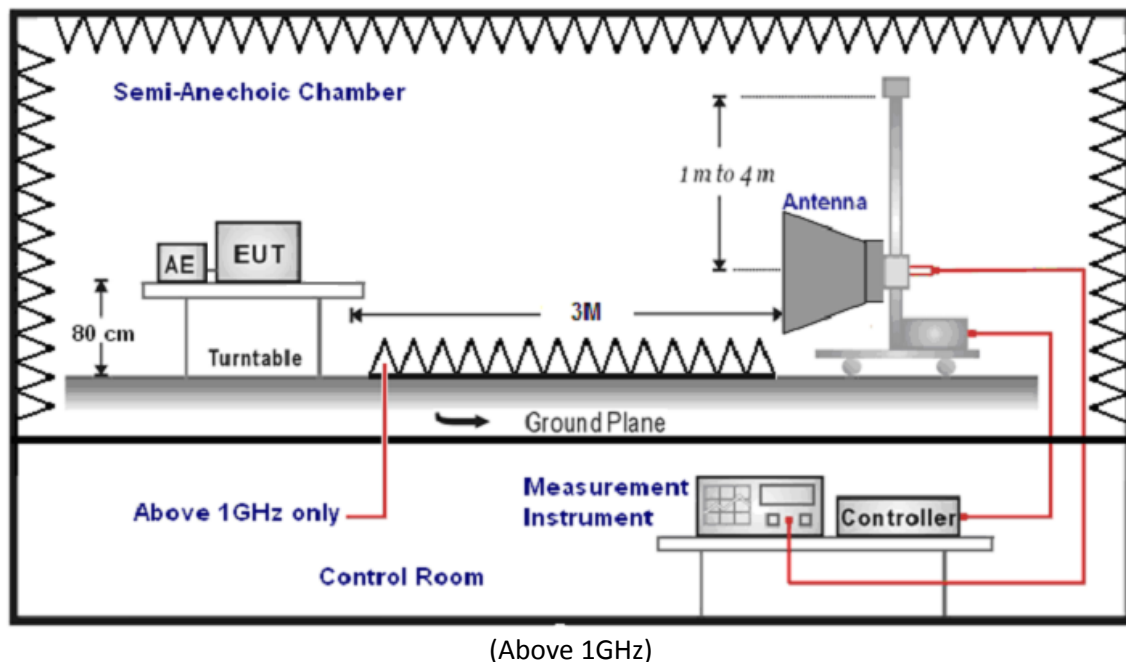 Semi-Anechoic Chamber
1 m to 4 m
Antenna
AE
EUT
3M
80 cm
Turntable
Ground Plane
Above 1GHz only
Measurement
Instrument
Controller
Control Room
(Above 1GHz)